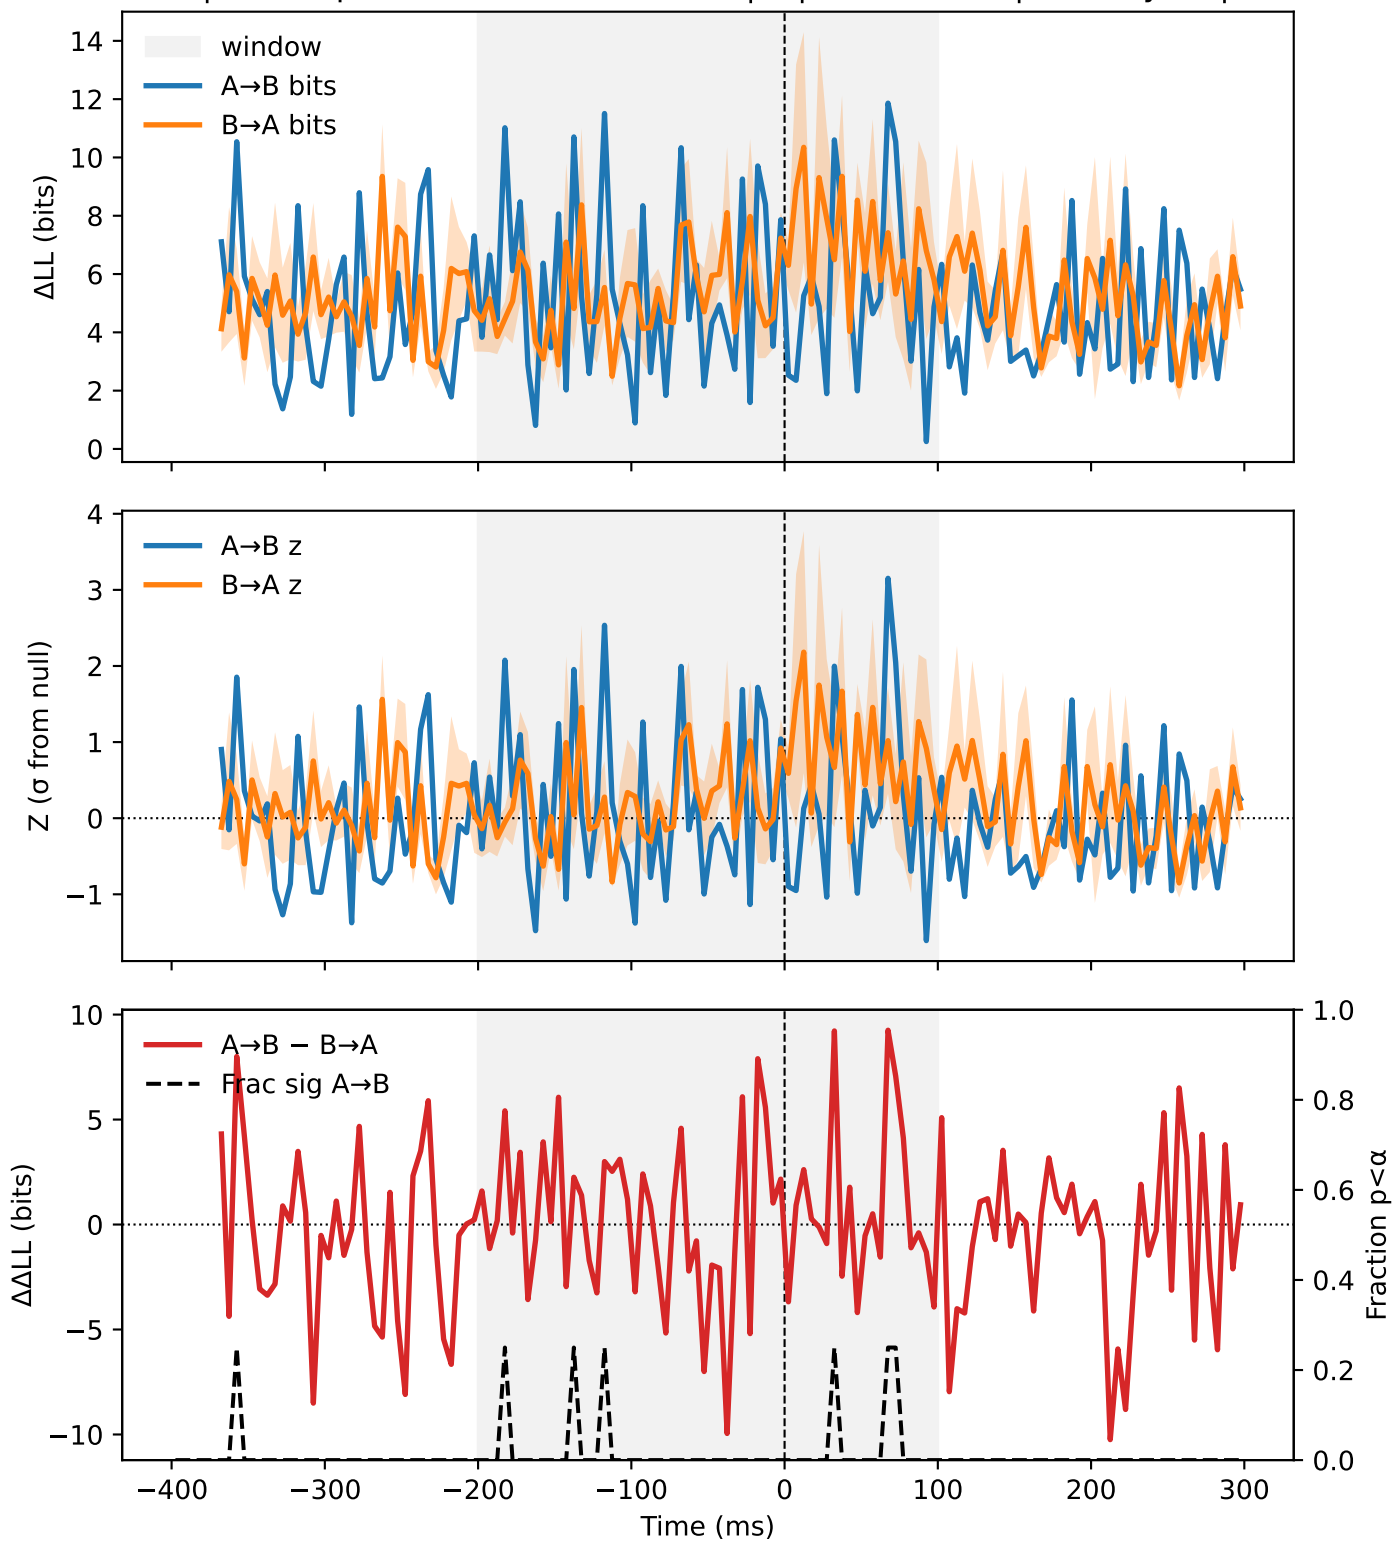 14
12
10
8
6
4
2
0
ΔLL (bits)
window
A→B bits
B→A bits
4
3
2
1
0
−1
Z (σ from null)
A→B z
B→A z
10
5
0
−5
−10
ΔΔLL (bits)
A→B − B→A
Frac sig A→B
1.0
0.8
0.6
0.4
0.2
0.0
Fraction p<α
−400 −300 −200 −100 0 100 200 300
Time (ms)